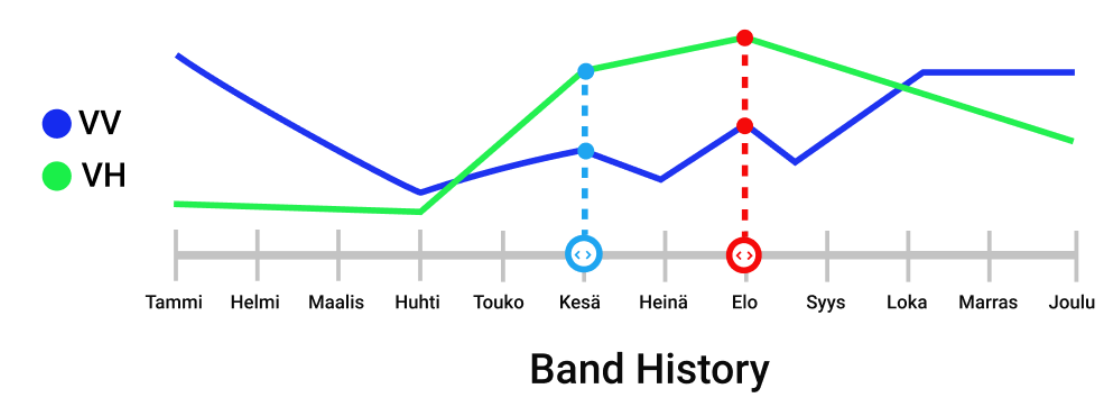 VV
VH
Tammi Helmi Maalis Huhti Touko Kesä Heinä Elo Syys Loka Marras Joulu
Band History